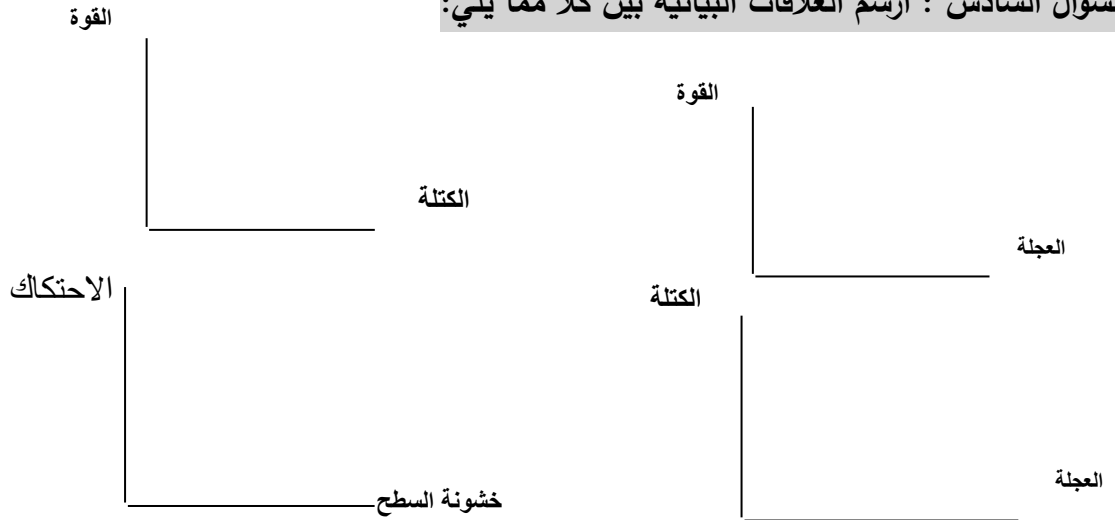 السؤال السادس : ارسم العلاقات البيانية بين كلا مما يلي:
القوة
القوة
الكتلة
العجلة
الاحتكاك
الكتلة
العجلة
خشونة السطح